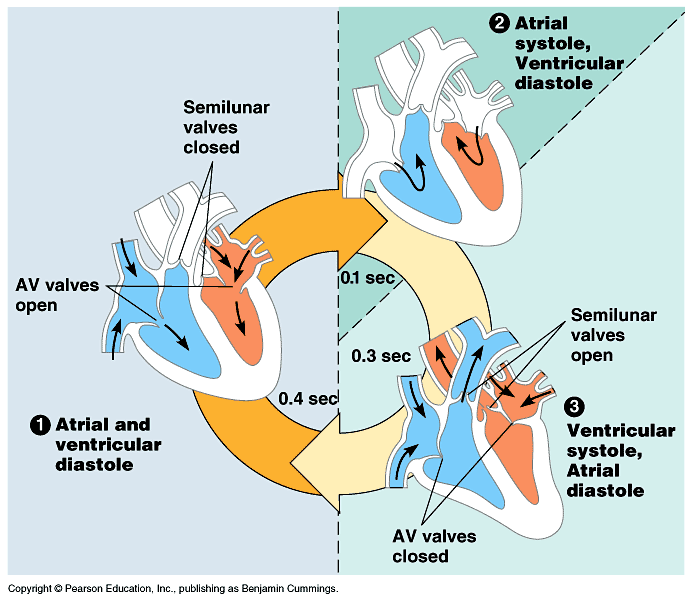 2 Atrial
systole,
Ventricular
diastole
Semilunar
valves
closed
AV valves
open
0.1 sec
Semilunar
valves
open
0.3 sec
0.4 sec
1 Atrial and
ventricular
diastole
3
Ventricular
systole,
Atrial
diastole
AV valves
closed
Copyright © Pearson Education, Inc., publishing as Benjamin Cummings.